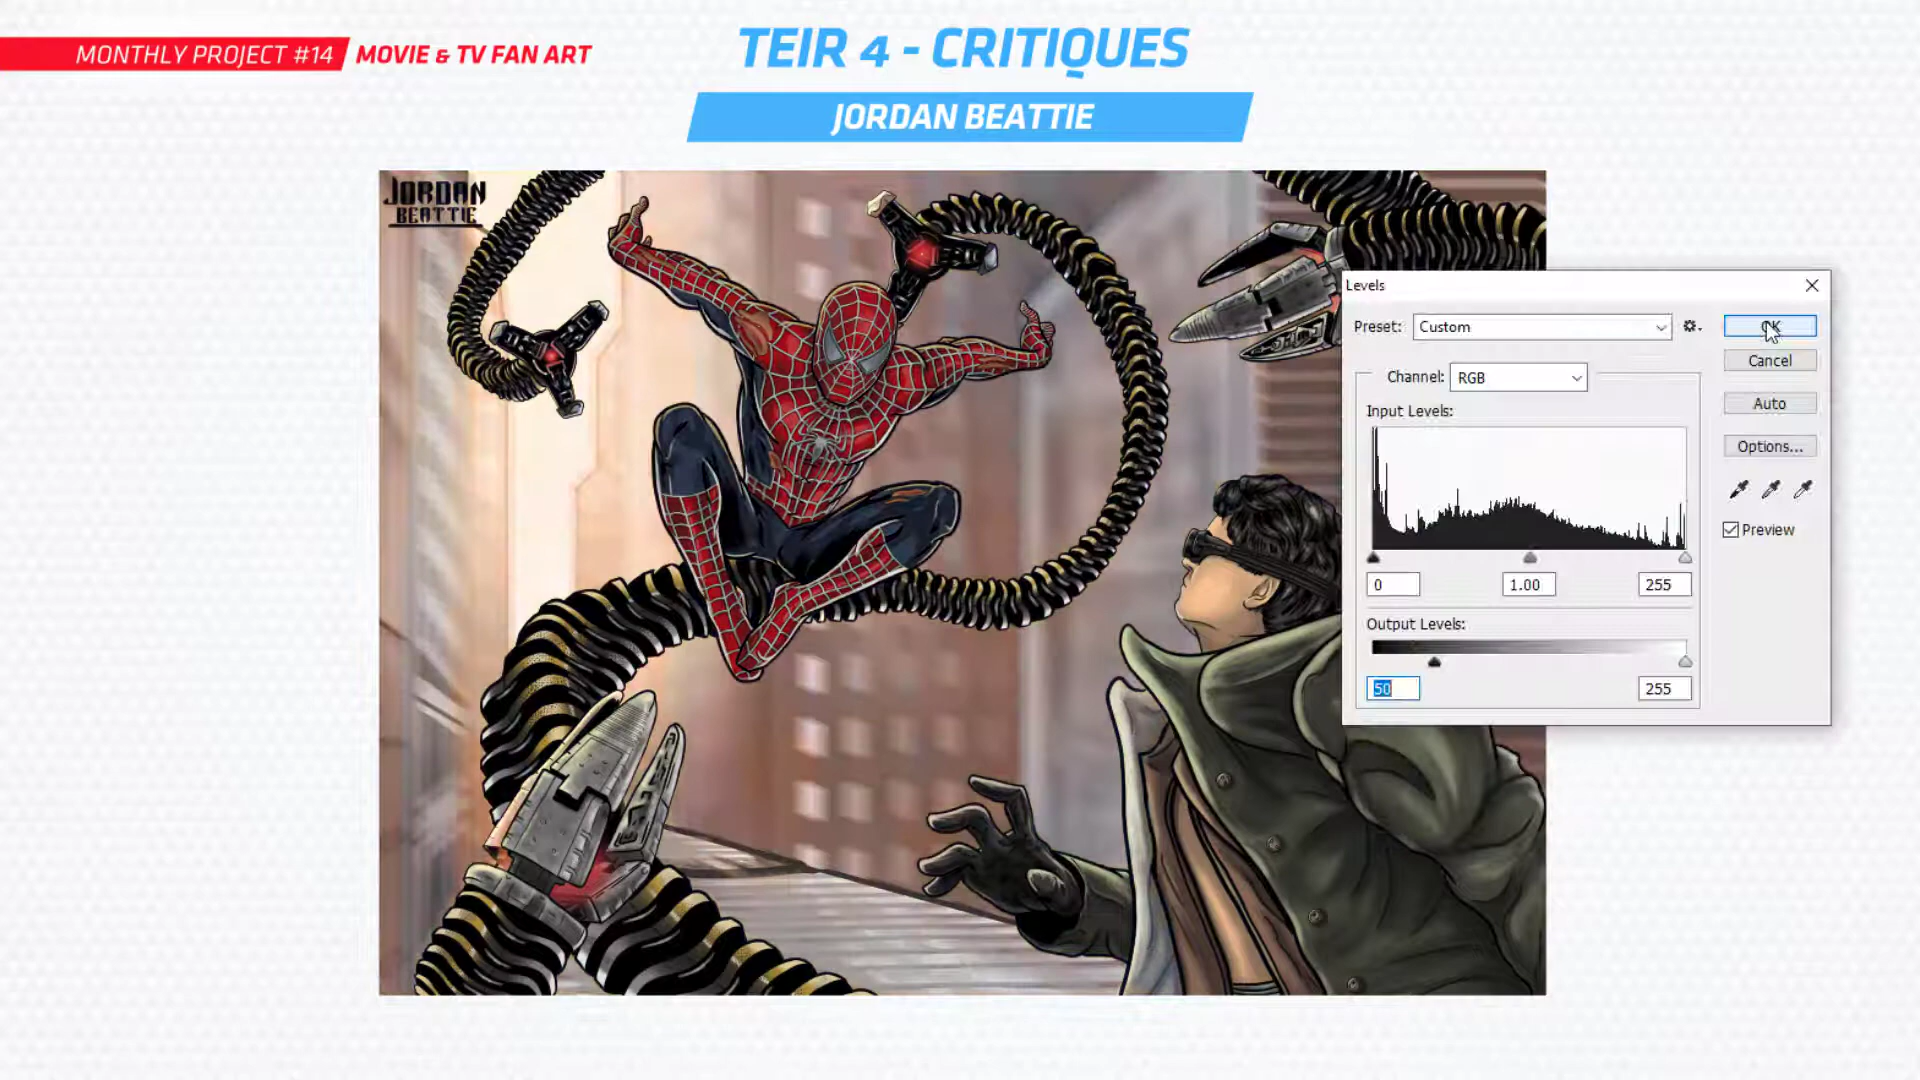 MONTHLY PROJECT #14 MOVIE & TV FAN ART
TEIR 4 - CRITIQUES
JORDAN BEATTIE
JORDAN
BEATTIE
Levels
Preset: Custom
OK
Cancel
Channel: RGB
Auto
Input Levels:
Options...
Preview
0 1.00 255
Output Levels:
50 255